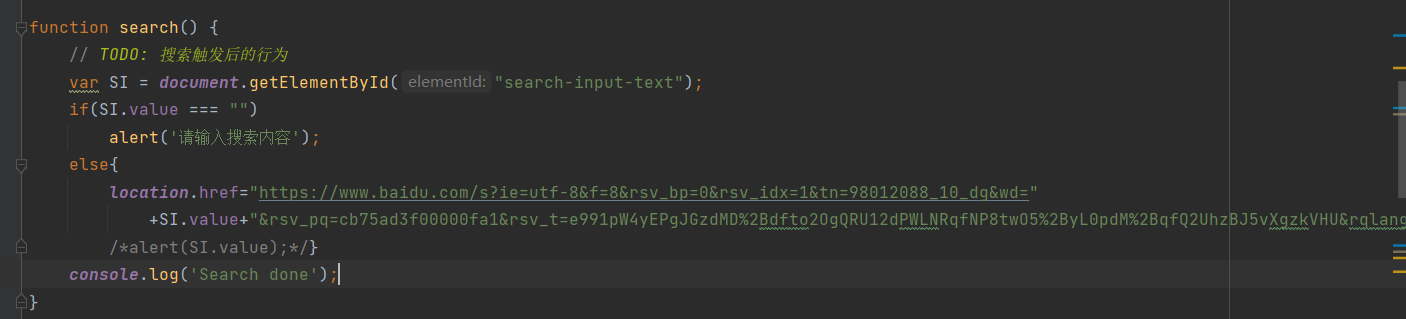 function search() {
// TODO: 搜索触发后的行为
var SI = document.getElementById( elementId: "search-input-text");
if(SI.value === "")
alert('请输入搜索内容');
else{
location.href="https://www.baidu.com/s?ie=utf-8&f=8&rsv_bp=0&rsv_idx=1&tn=98012088_10_dg&wd="
+SI.value+"&rsv_pq=cb75ad3f00000fa1&rsv_t=e991pW4yEPgJGzdMD%2Bdfto2OgQRU12dPWLNRqfNP8twO5%2ByL0pdM%2BqfQ2UhzBJ5vXgzkVHU&rqlang
/*alert(SI.value);*/}
console.log('Search done');
}